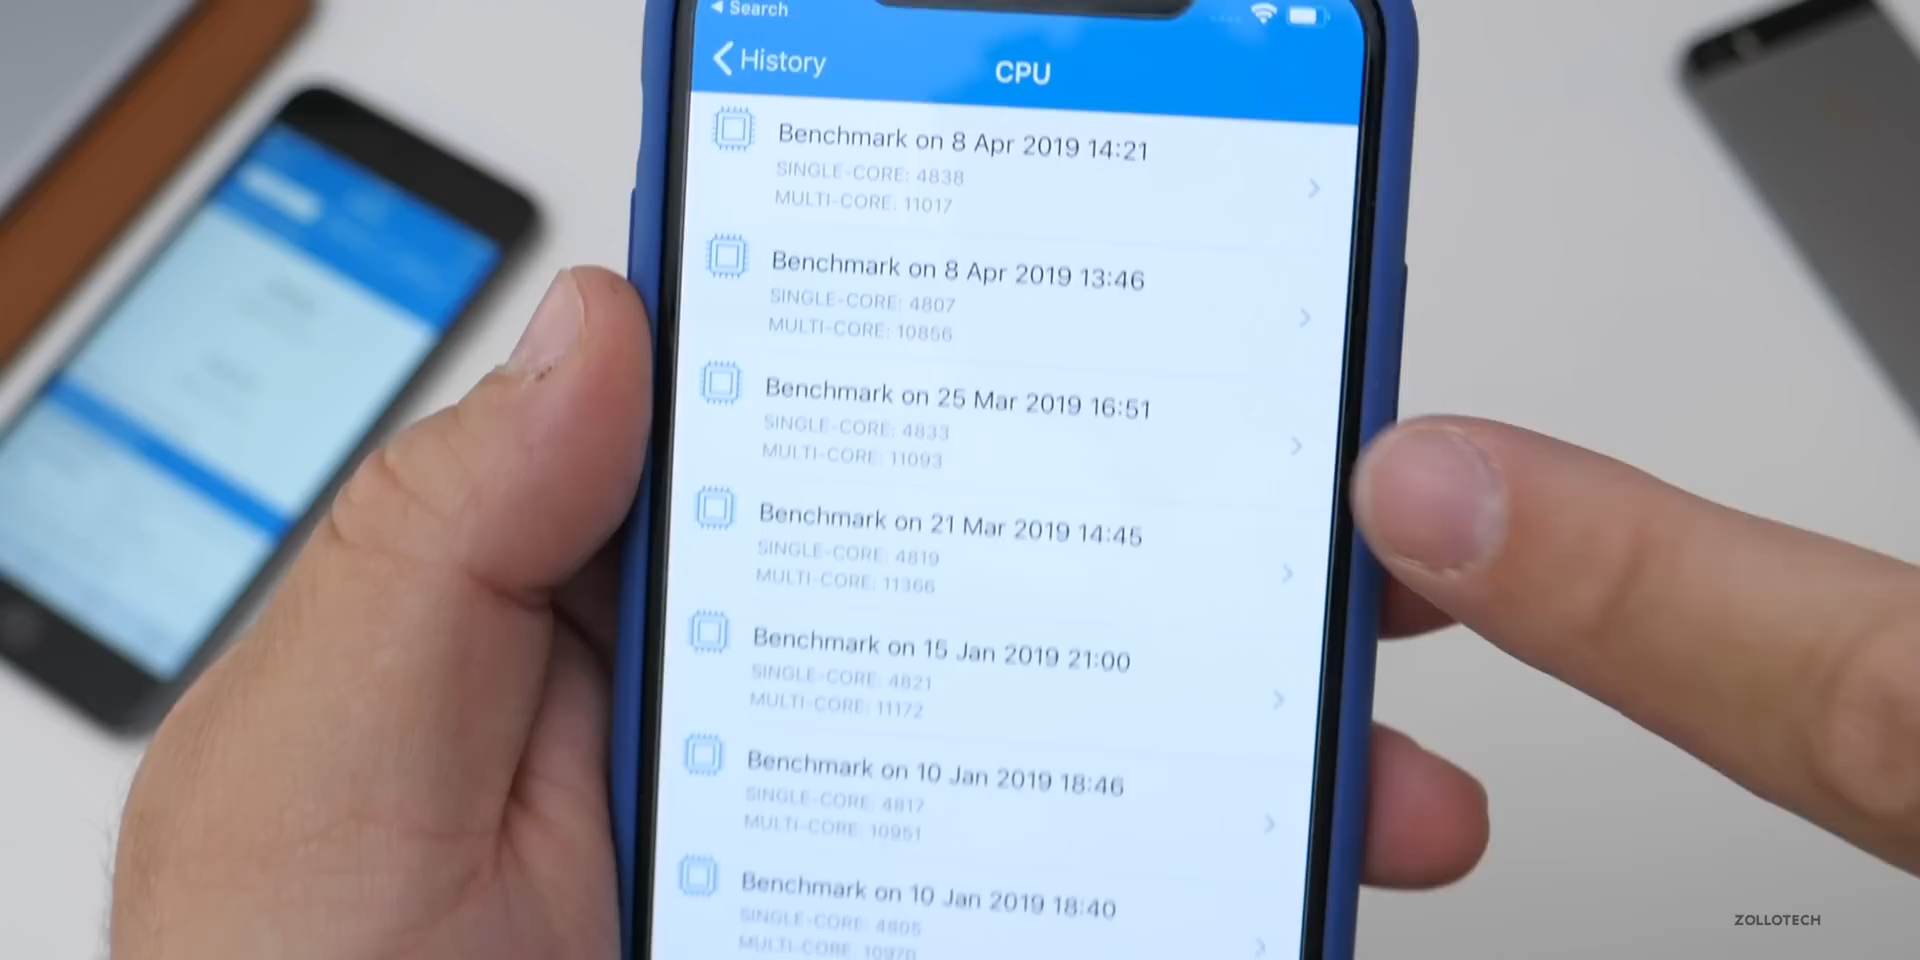 Search
History
CPU
Benchmark on 8 Apr 2019 14:21
SINGLE-CORE: 4838
MULTI-CORE: 11017
Benchmark on 8 Apr 2019 13:46
SINGLE-CORE: 4807
MULTI-CORE: 10856
Benchmark on 25 Mar 2019 16:51
SINGLE-CORE: 4833
MULTI-CORE: 11093
Benchmark on 21 Mar 2019 14:45
SINGLE-CORE: 4819
MULTI-CORE: 11366
Benchmark on 15 Jan 2019 21:00
SINGLE-CORE: 4821
MULTI-CORE: 11172
Benchmark on 10 Jan 2019 18:46
SINGLE-CORE: 4817
MULTI-CORE: 10951
Benchmark on 10 Jan 2019 18:40
SINGLE-CORE: 4805
MULTI-CORE:
ZOLLOTECH